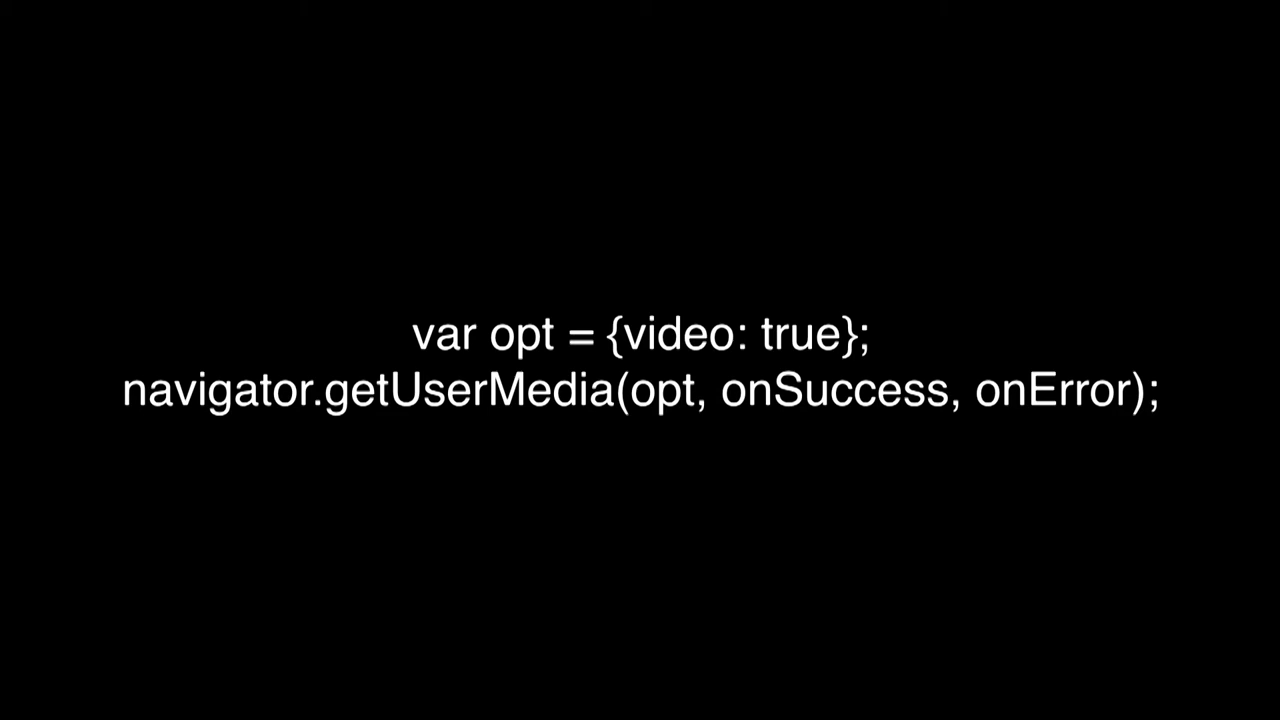 var opt = {video: true};
navigator.getUserMedia(opt, onSuccess, onError);